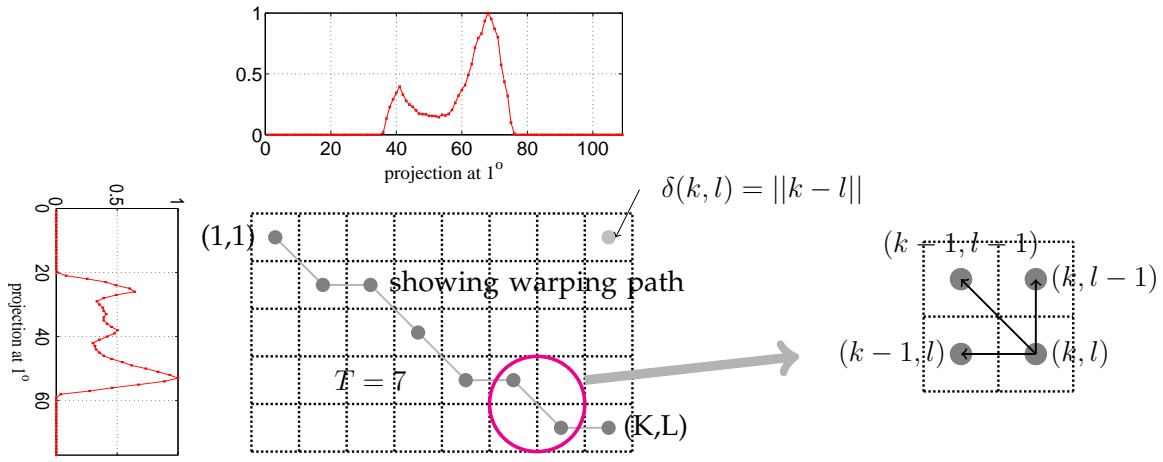 1
0.5
0
0 20 40 60 80 100
projection at 1°
0 0.5 1
0
20
40
60
projection at 1°
δ(k, l) = ||k − l||
(1,1)
showing warping path
T = 7
(K,L)
(k − 1, l − 1)
(k, l − 1)
(k − 1, l)
(k, l)